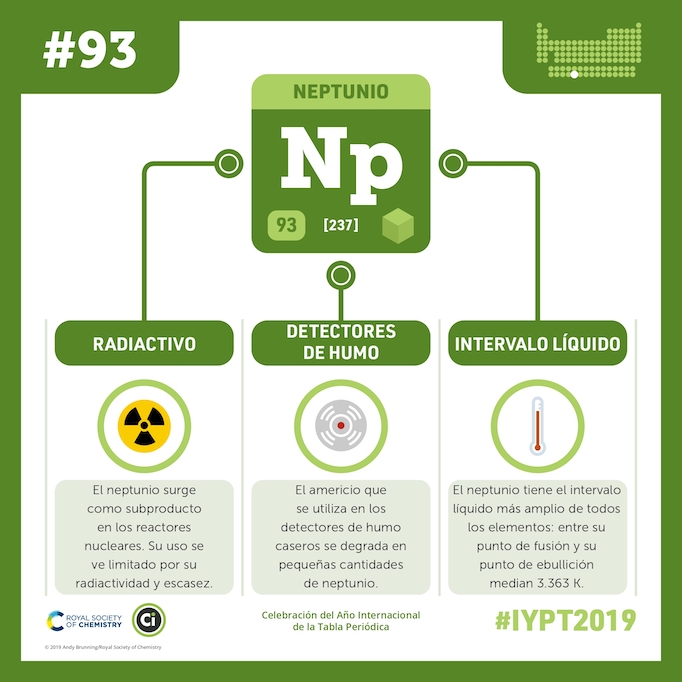 #93
NEPTUNIO
Np
93
[237]
RADIACTIVO
El neptunio surge
como subproducto
en los reactores
nucleares. Su uso se
ve limitado por su
radiactividad y escasez.
DETECTORES
DE HUMO
El americio que
se utiliza en los
detectores de humo
caseros se degrada en
pequeñas cantidades
de neptunio.
INTERVALO LÍQUIDO
El neptunio tiene el intervalo
líquido más amplio de todos
los elementos: entre su
punto de fusión y su
punto de ebullición
median 3.363 K.
ROYAL SOCIETY
OF CHEMISTRY
Ci
Celebración del Año Internacional
de la Tabla Periódica
#IYPT2019
© 2019 Andy Brunning/Royal Society of Chemistry